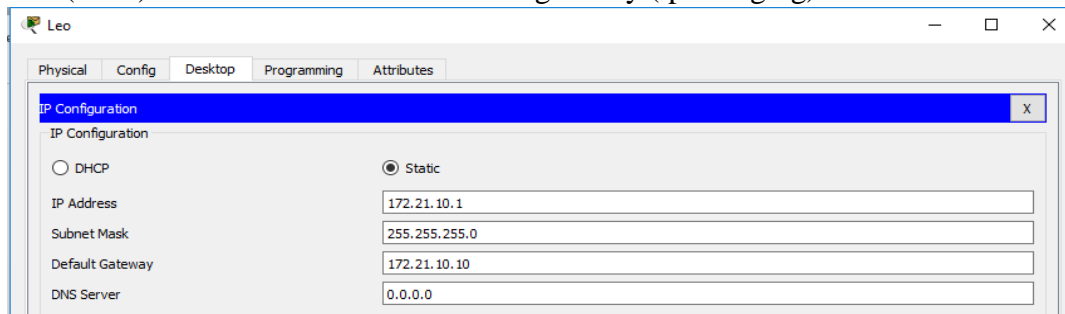 Leo
Physical Config Desktop Programming Attributes
IP Configuration X
IP Configuration
DHCP Static
IP Address 172.21.10.1
Subnet Mask 255.255.255.0
Default Gateway 172.21.10.10
DNS Server 0.0.0.0